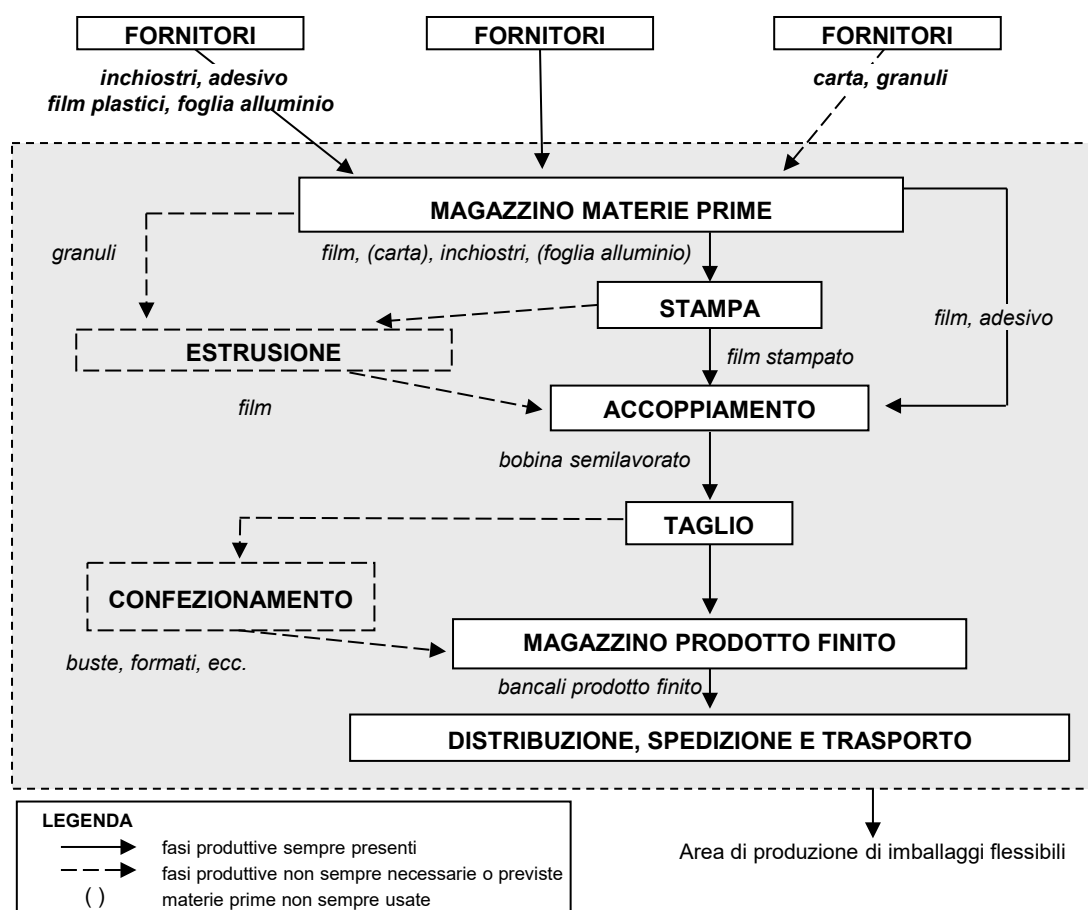 FORNITORI
FORNITORI
FORNITORI
inchiostri, adesivo
film plastici, foglia alluminio
carta, granuli
MAGAZZINO MATERIE PRIME
granuli
film, (carta), inchiostri, (foglia alluminio)
STAMPA
film, adesivo
ESTRUSIONE
film stampato
film
ACCOPPIAMENTO
bobina semilavorato
TAGLIO
CONFEZIONAMENTO
MAGAZZINO PRODOTTO FINITO
buste, formati, ecc.
bancali prodotto finito
DISTRIBUZIONE, SPEDIZIONE E TRASPORTO
LEGENDA
fasi produttive sempre presenti
fasi produttive non sempre necessarie o previste
( ) materie prime non sempre usate
Area di produzione di imballaggi flessibili